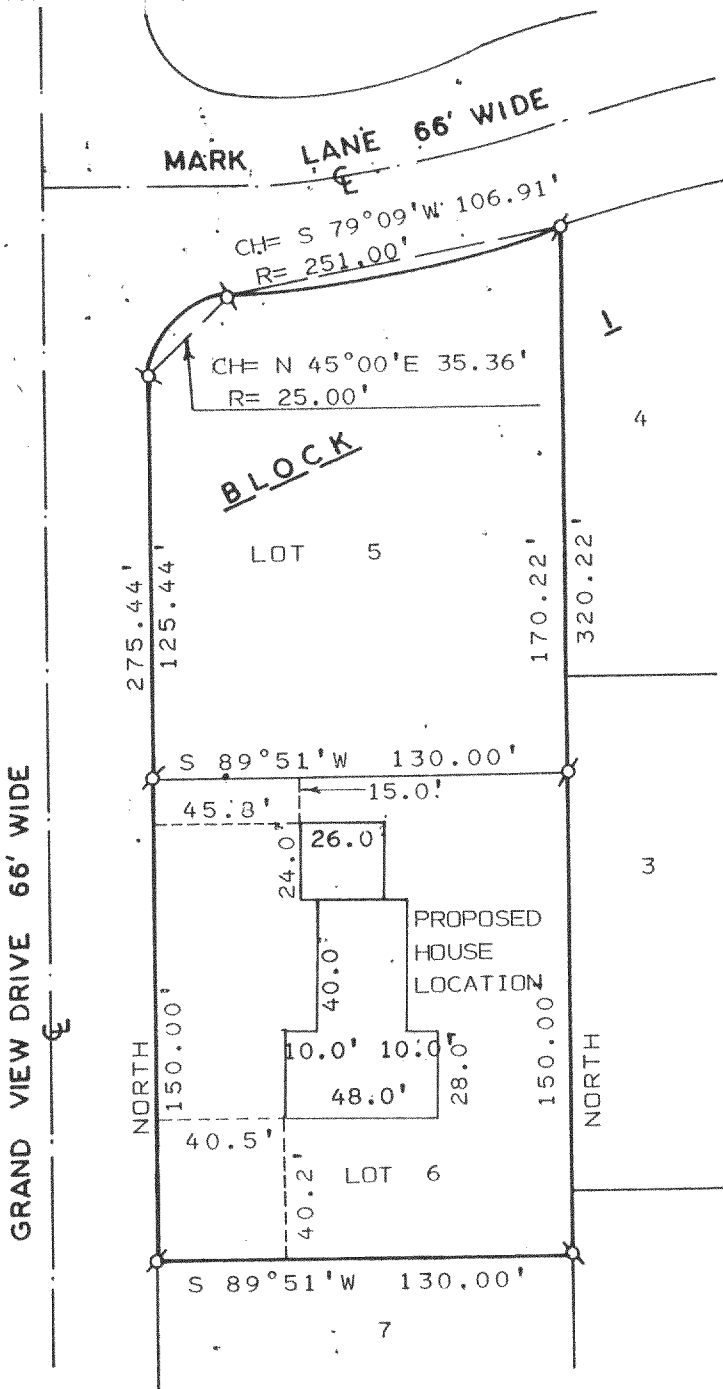 MARK LANE 66' WIDE
℄
CH= S 79°09'W 106.91'
R= 251.00'
1
CH= N 45°00'E 35.36'
R= 25.00'
4
BLOCK
LOT 5
275.44'
125.44'
170.22'
320.22'
S 89°51'W 130.00'
15.0'
45.8'
26.0'
24.0'
3
PROPOSED
HOUSE
LOCATION
40.0'
GRAND VIEW DRIVE 66' WIDE
℄
10.0' 10.0'
28.0'
48.0'
NORTH
150.00'
150.00
NORTH
40.5'
40.2'
LOT 6
S 89°51'W 130.00'
7